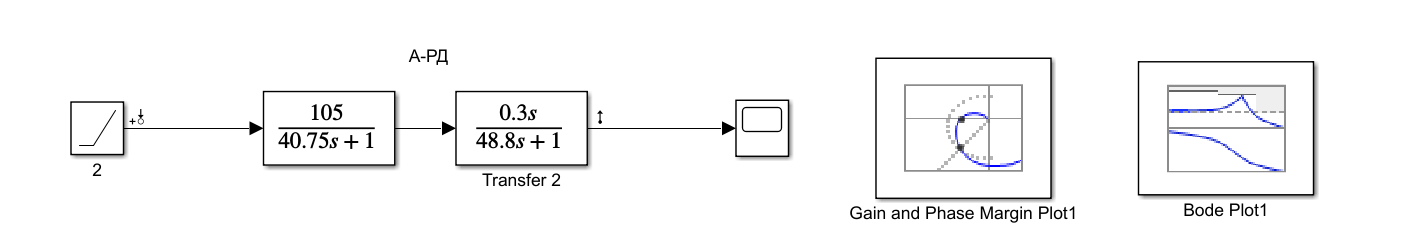 А-РД
105
40.75s + 1
0.3s
48.8s + 1
2
Transfer 2
Gain and Phase Margin Plot1
Bode Plot1